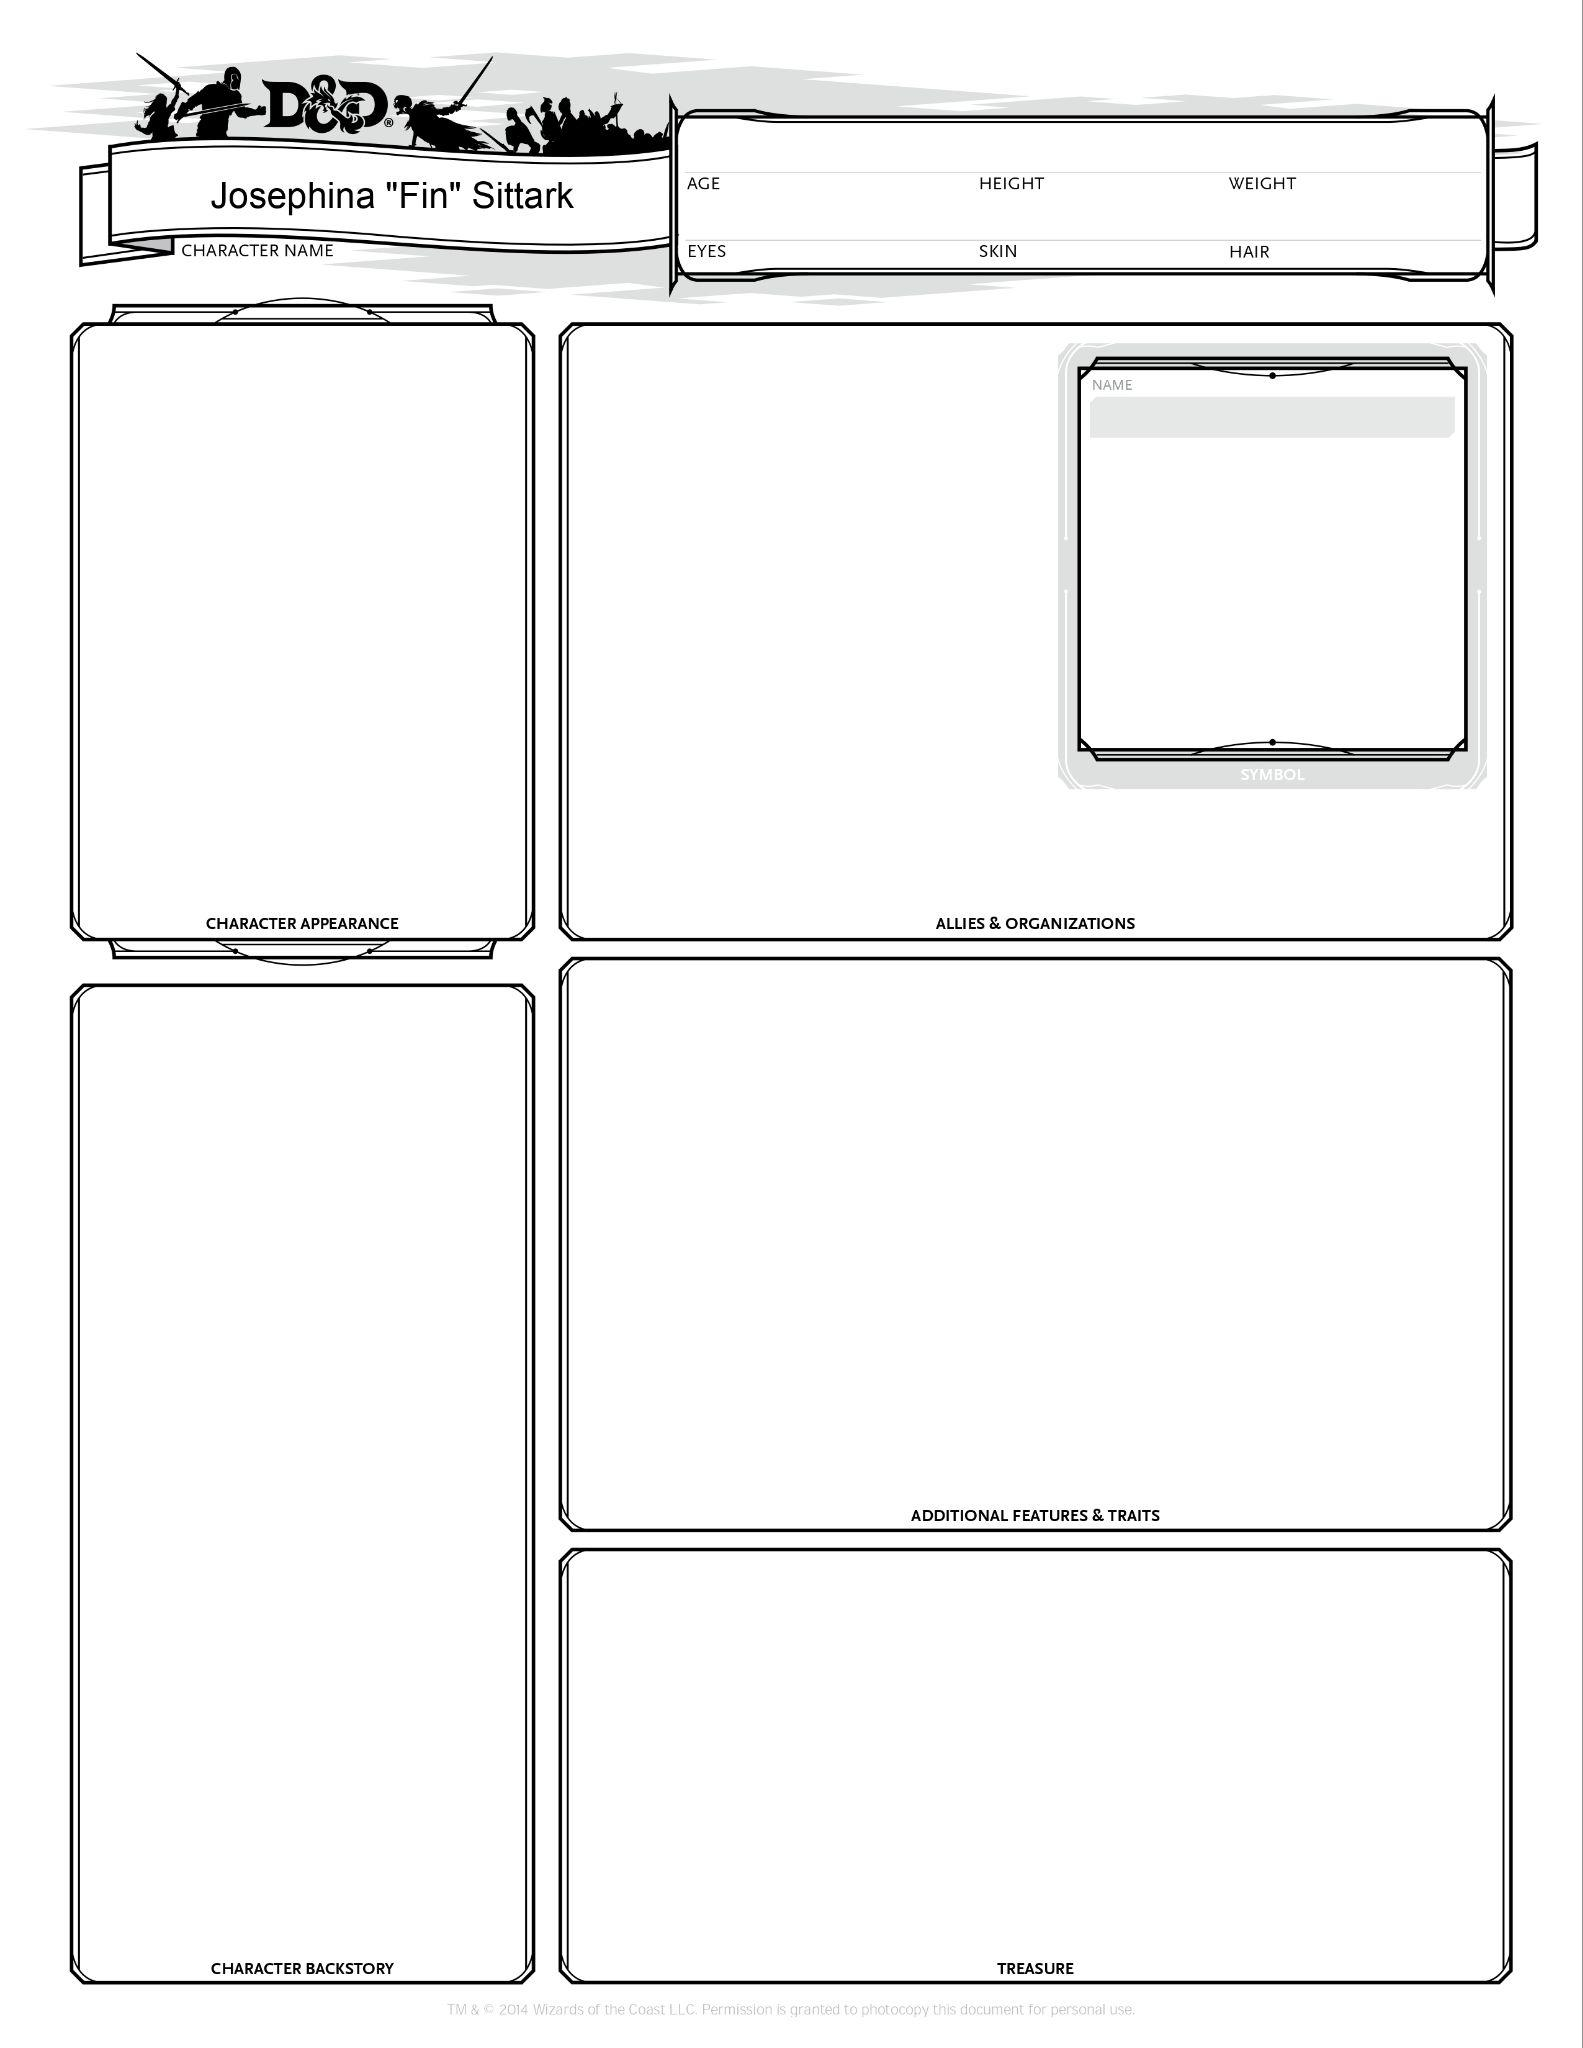 D&D®
Josephina "Fin" Sittark
CHARACTER NAME
AGE HEIGHT WEIGHT
EYES SKIN HAIR
CHARACTER APPEARANCE
NAME
SYMBOL
ALLIES & ORGANIZATIONS
ADDITIONAL FEATURES & TRAITS
CHARACTER BACKSTORY
TREASURE
TM & © 2014 Wizards of the Coast LLC. Permission is granted to photocopy this document for personal use.